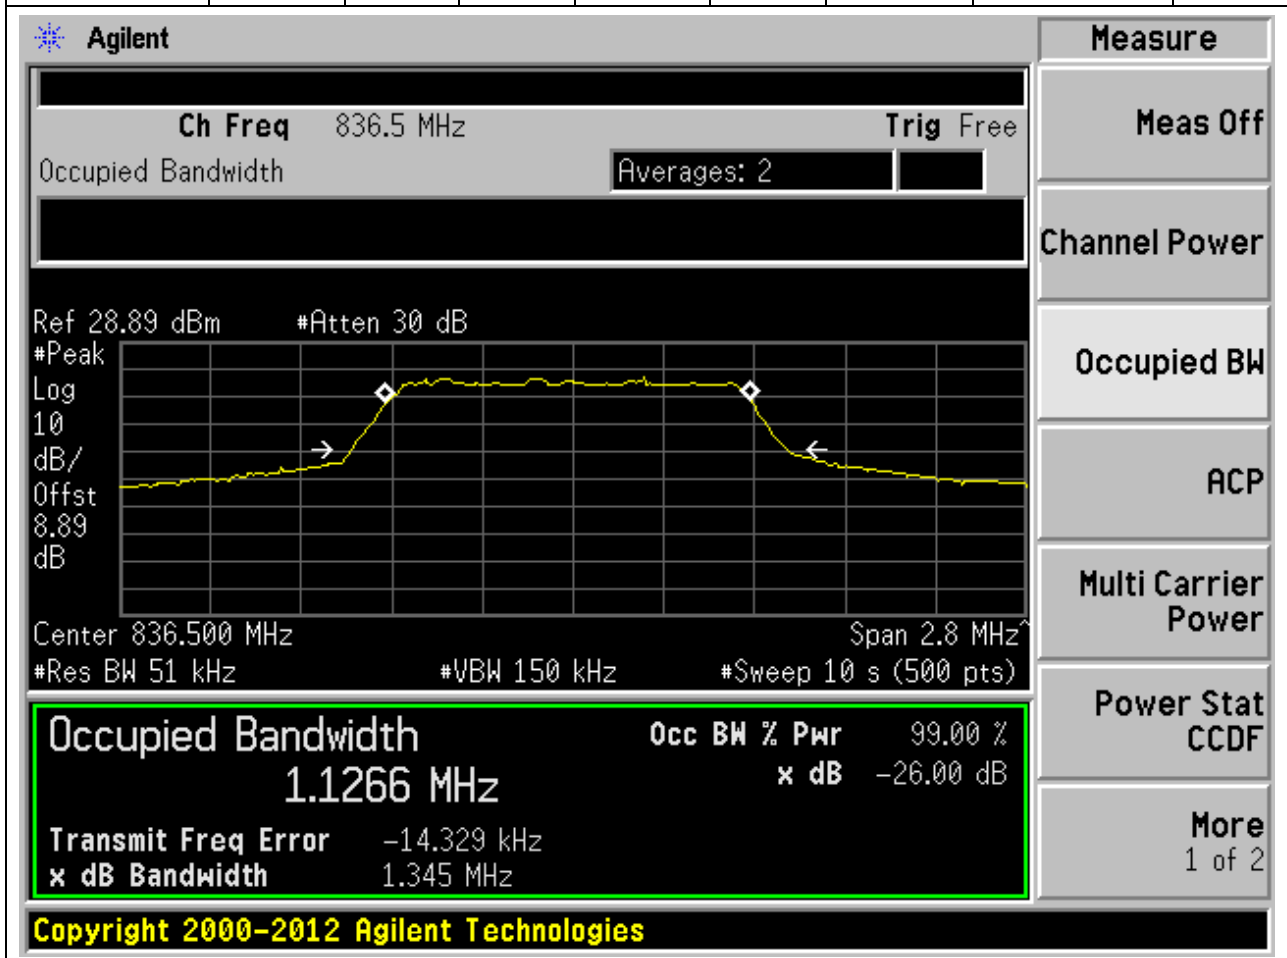 Agilent
Measure
Ch Freq 836.5 MHz Trig Free
Occupied Bandwidth Averages: 2
Ref 28.89 dBm #Atten 30 dB
#Peak
Log
10
dB/
Offst
8.89
dB
Center 836.500 MHz Span 2.8 MHz^
#Res BW 51 kHz #VBW 150 kHz #Sweep 10 s (500 pts)
Occupied Bandwidth Occ BW % Pwr 99.00 %
1.1266 MHz x dB -26.00 dB
Transmit Freq Error -14.329 kHz
x dB Bandwidth 1.345 MHz
Copyright 2000-2012 Agilent Technologies
Meas Off
Channel Power
Occupied BW
ACP
Multi Carrier
Power
Power Stat
CCDF
More
1 of 2